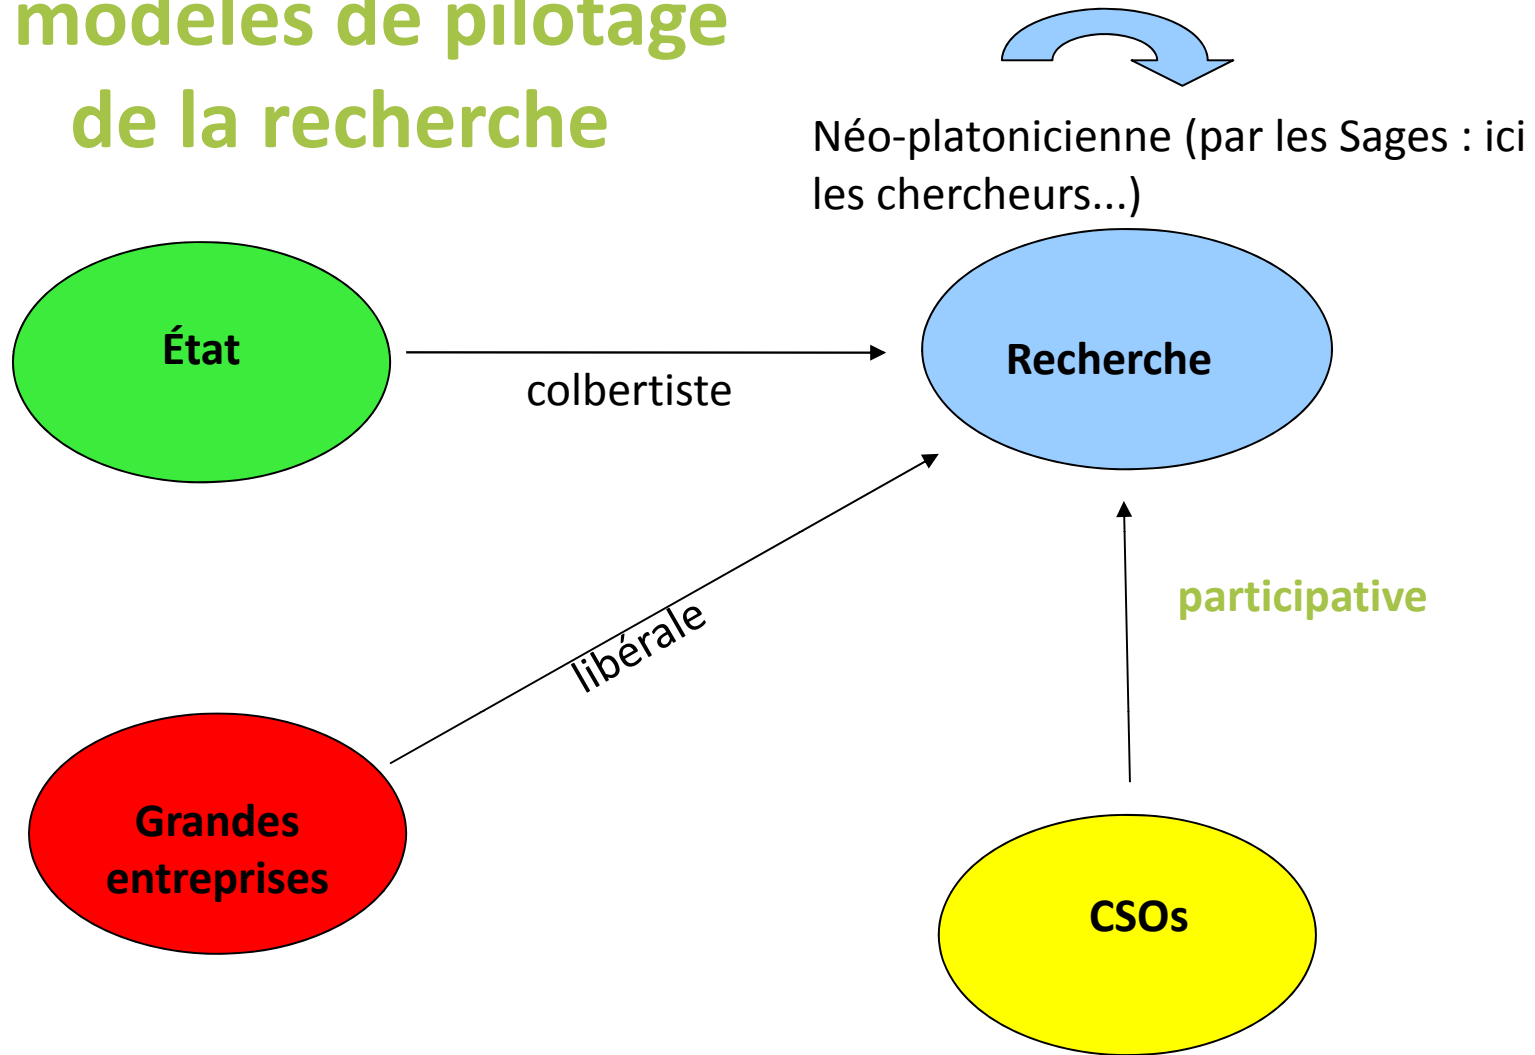 modèles de pilotage
de la recherche
Néo-platonicienne (par les Sages : ici
les chercheurs...)
État
Recherche
colbertiste
libérale
participative
Grandes
entreprises
CSOs